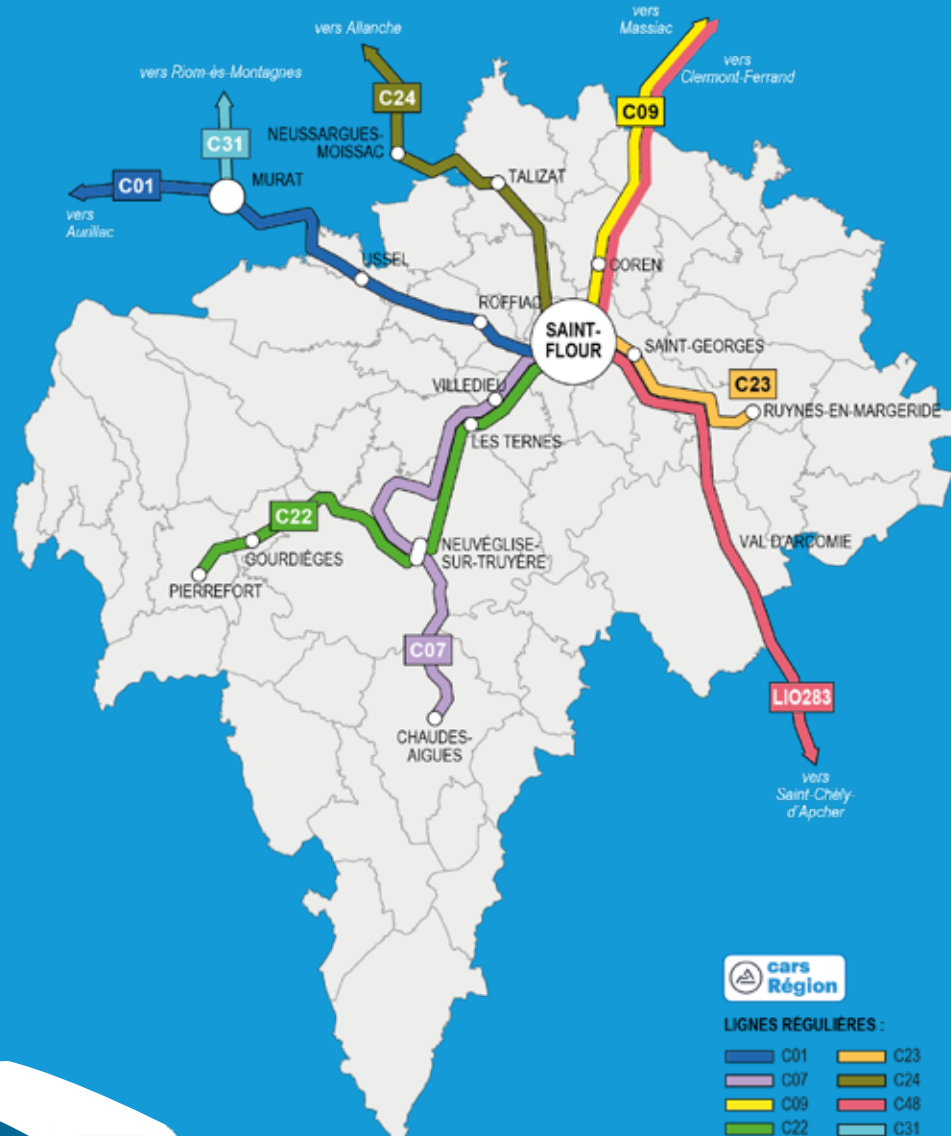 vers
Massiac
vers Allanche
vers
Clermont-Ferrand
vers Riom-ès-Montagnes
C24
C09
NEUSSARGUES-
MOISSAC
C31
MURAT
TALIZAT
C01
vers
Aurillac
USSEL
COREN
ROFFIAC
SAINT-
FLOUR
SAINT-GEORGES
VILLEDIEU
C23
RUYNES-EN-MARGERIDE
LES TERNES
C22
GOURDIÈGES
NEUVÉGLISE-
SUR-TRUYÈRE
VAL D'ARCOMIE
PIERREFORT
C07
LIO283
CHAUDES-
AIGUES
vers
Saint-Chély-
d'Apcher
cars
Région
LIGNES RÉGULIÈRES :
C01
C23
C07
C24
C09
C48
C22
C31